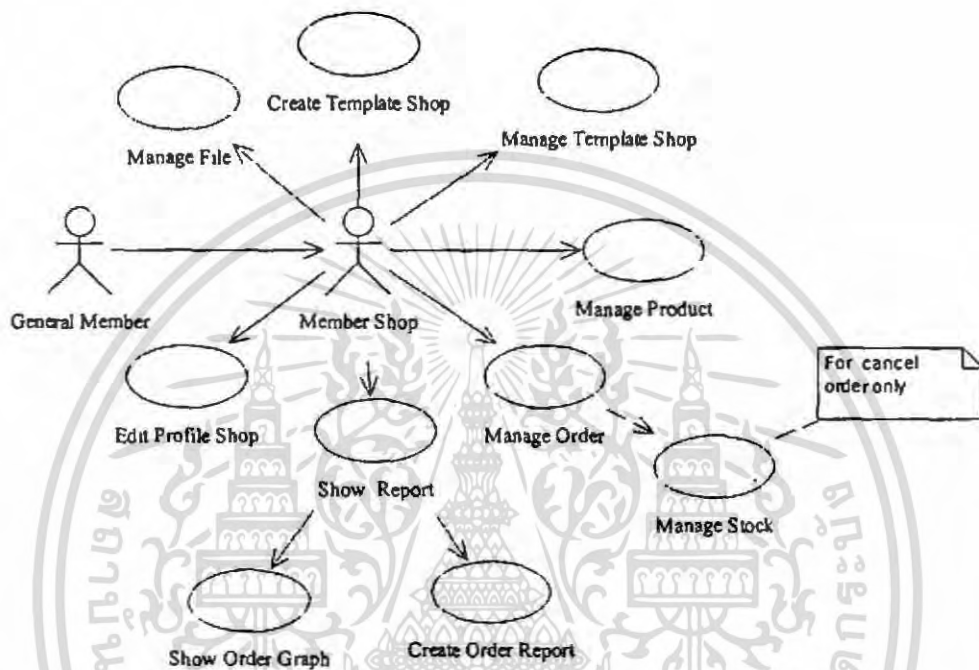 Create Template Shop
Manage File
Manage Template Shop
General Member
Member Shop
Manage Product
For cancel
order only
Edit Profile Shop
Manage Order
Show Report
Manage Stock
Show Order Graph
Create Order Report